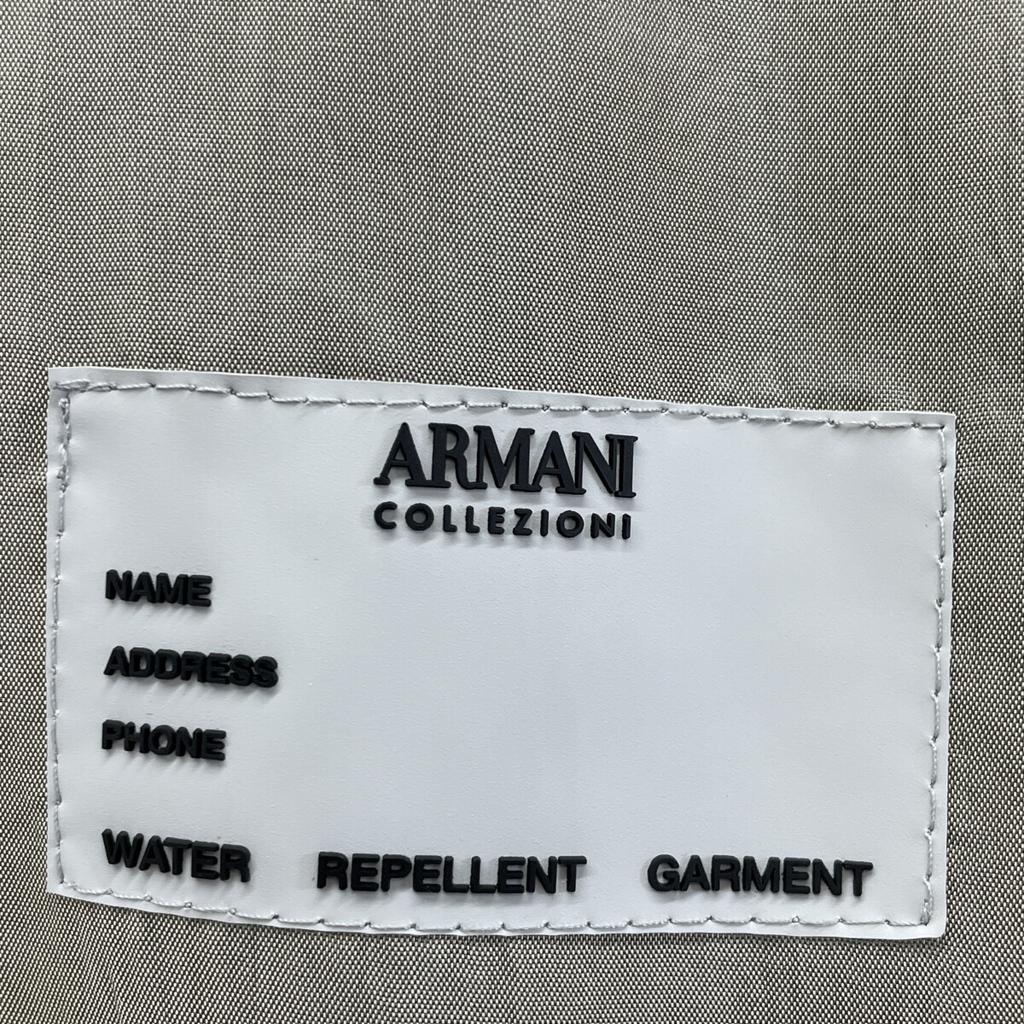 ARMANI
COLLEZIONI
NAME
ADDRESS
PHONE
WATER REPELLENT GARMENT